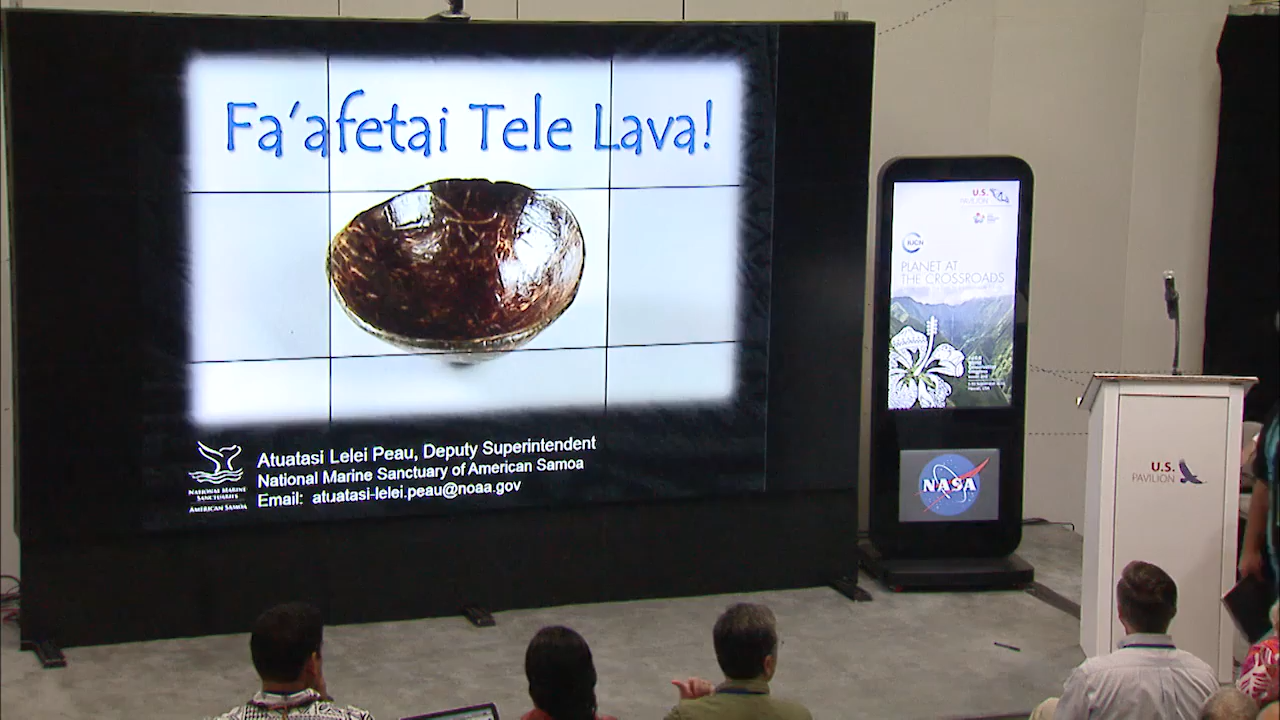 Fa'afetai Tele Lava!
Atuatasi Lelei Peau, Deputy Superintendent
National Marine Sanctuary of American Samoa
Email: atuatasi-lelei.peau@noaa.gov
NATIONAL MARINE
SANCTUARIES
AMERICAN SAMOA
U.S.
PAVILION
IUCN
PLANET AT
THE CROSSROADS
NASA
U.S.
PAVILION